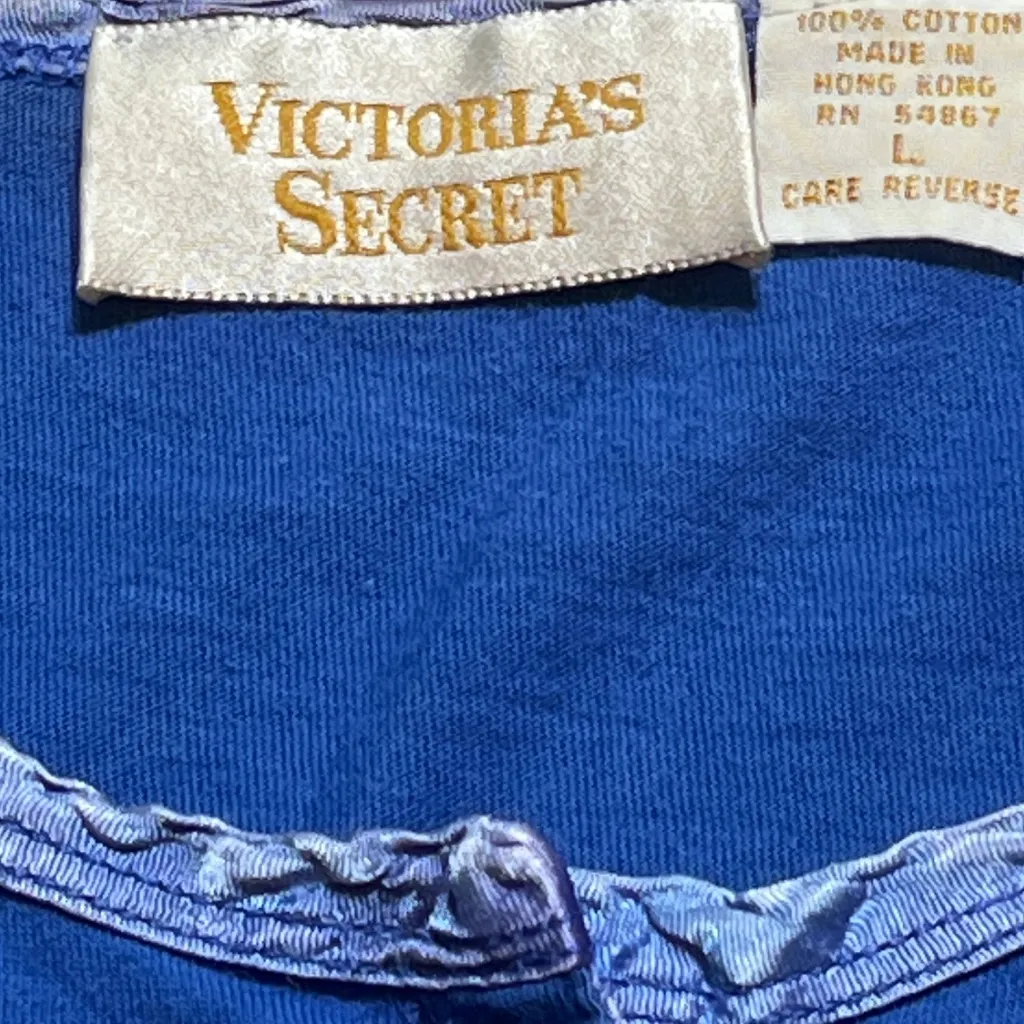 VICTORIA'S
SECRET
100% COTTON
MADE IN
HONG KONG
RN 54867
L.
CARE REVERSE